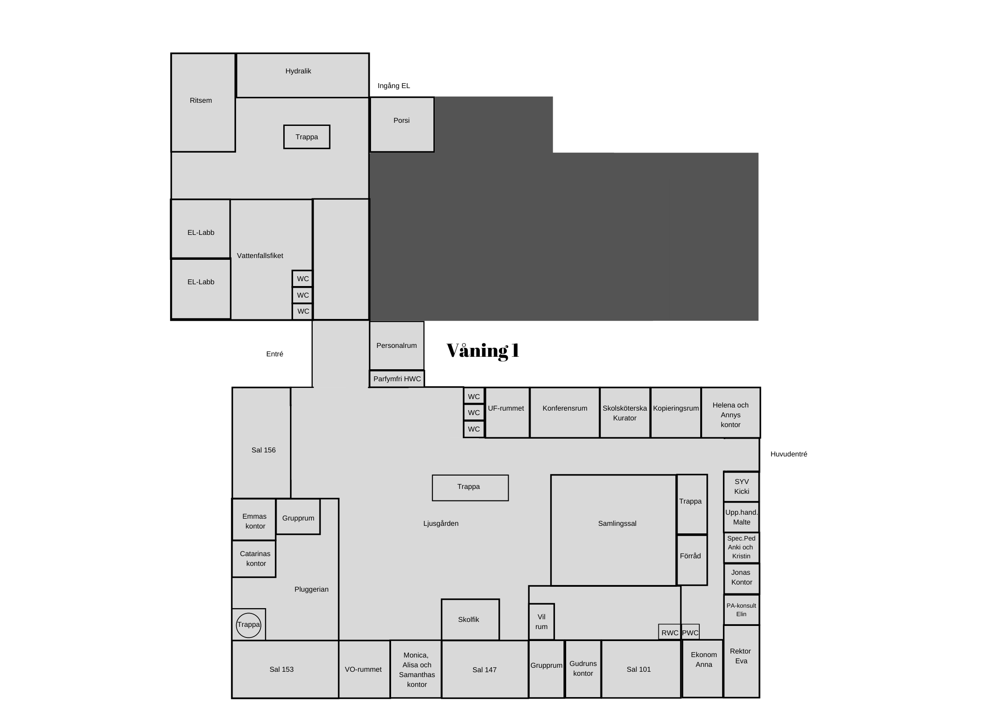 Hydralik
Ingång EL
Ritsem
Porsi
Trappa
EL-Labb
Vattenfallsfiket
WC
EL-Labb
WC
WC
Personalrum
Våning 1
Entré
Parfymfri HWC
WC
WC
WC
UF-rummet
Konferensrum
Skolsköterska
Kurator
Kopieringsrum
Helena och
Annys
kontor
Sal 156
Huvudentré
Trappa
SYV
Kicki
Trappa
Upp.hand.
Malte
Emmas
kontor
Grupprum
Ljusgården
Samlingssal
Spec.Ped
Anki och
Kristin
Catarinas
kontor
Förråd
Jonas
Kontor
Pluggerian
PA-konsult
Elin
Trappa
Skolfik
Vil
rum
RWC
PWC
Sal 153
VO-rummet
Monica,
Alisa och
Samanthas
kontor
Sal 147
Grupprum
Gudruns
kontor
Sal 101
Ekonom
Anna
Rektor
Eva